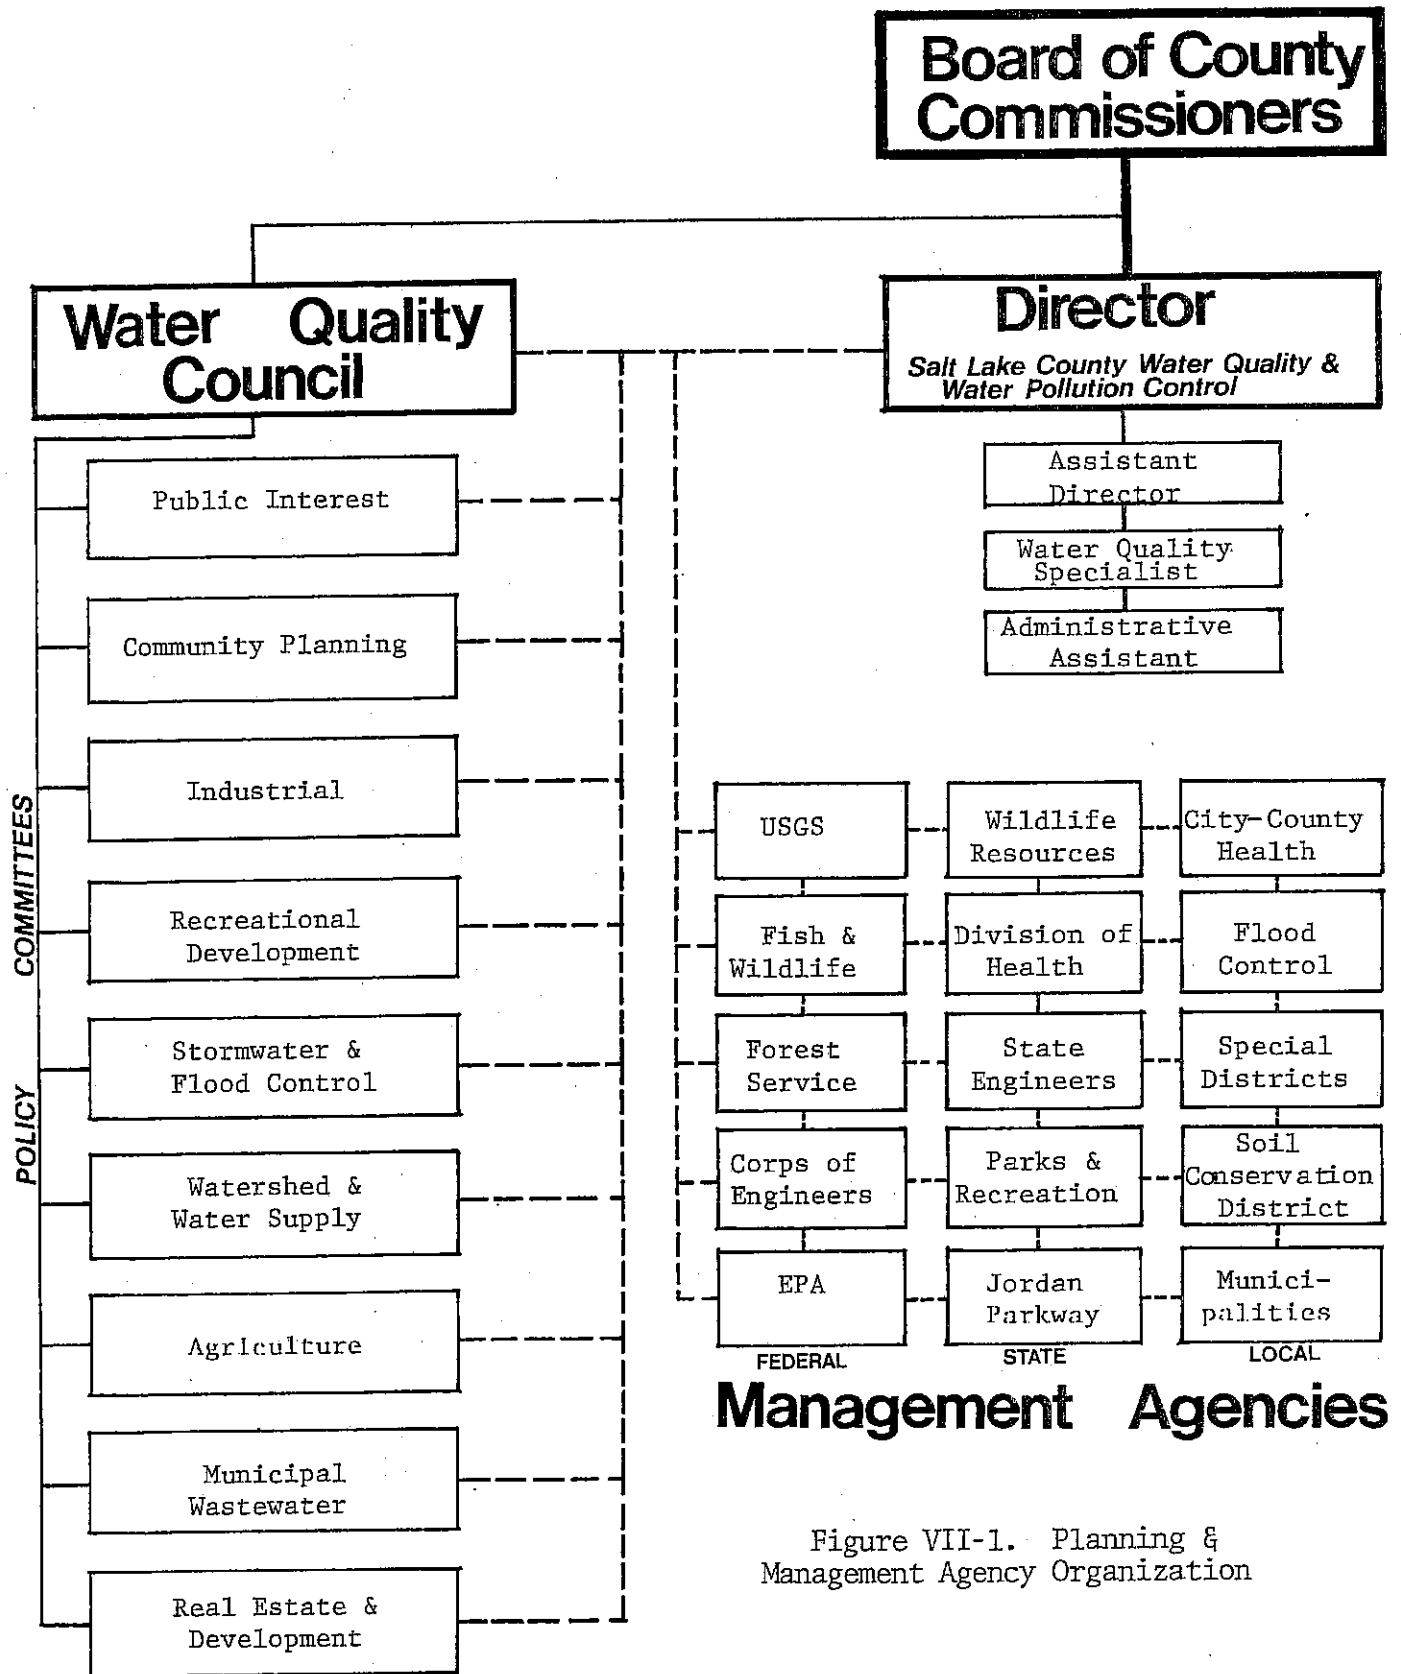 Board of County
Commissioners
Water Quality
Council
Director
Salt Lake County Water Quality &
Water Pollution Control
Assistant
Director
Water Quality
Specialist
Administrative
Assistant
POLICY COMMITTEES
Public Interest
Community Planning
Industrial
Recreational
Development
Stormwater &
Flood Control
Watershed &
Water Supply
Agriculture
Municipal
Wastewater
Real Estate &
Development
USGS
Wildlife
Resources
City-County
Health
Fish &
Wildlife
Division of
Health
Flood
Control
Forest
Service
State
Engineers
Special
Districts
Corps of
Engineers
Parks &
Recreation
Soil
Conservation
District
EPA
Jordan
Parkway
Munici-
palities
FEDERAL
STATE
LOCAL
Management Agencies
Figure VII-1. Planning &
Management Agency Organization